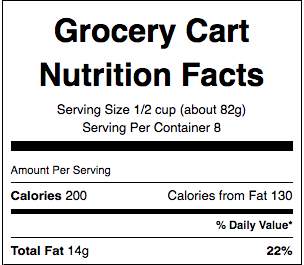 Grocery Cart
Nutrition Facts
Serving Size 1/2 cup (about 82g)
Serving Per Container 8
Amount Per Serving
Calories 200 Calories from Fat 130
% Daily Value*
Total Fat 14g 22%